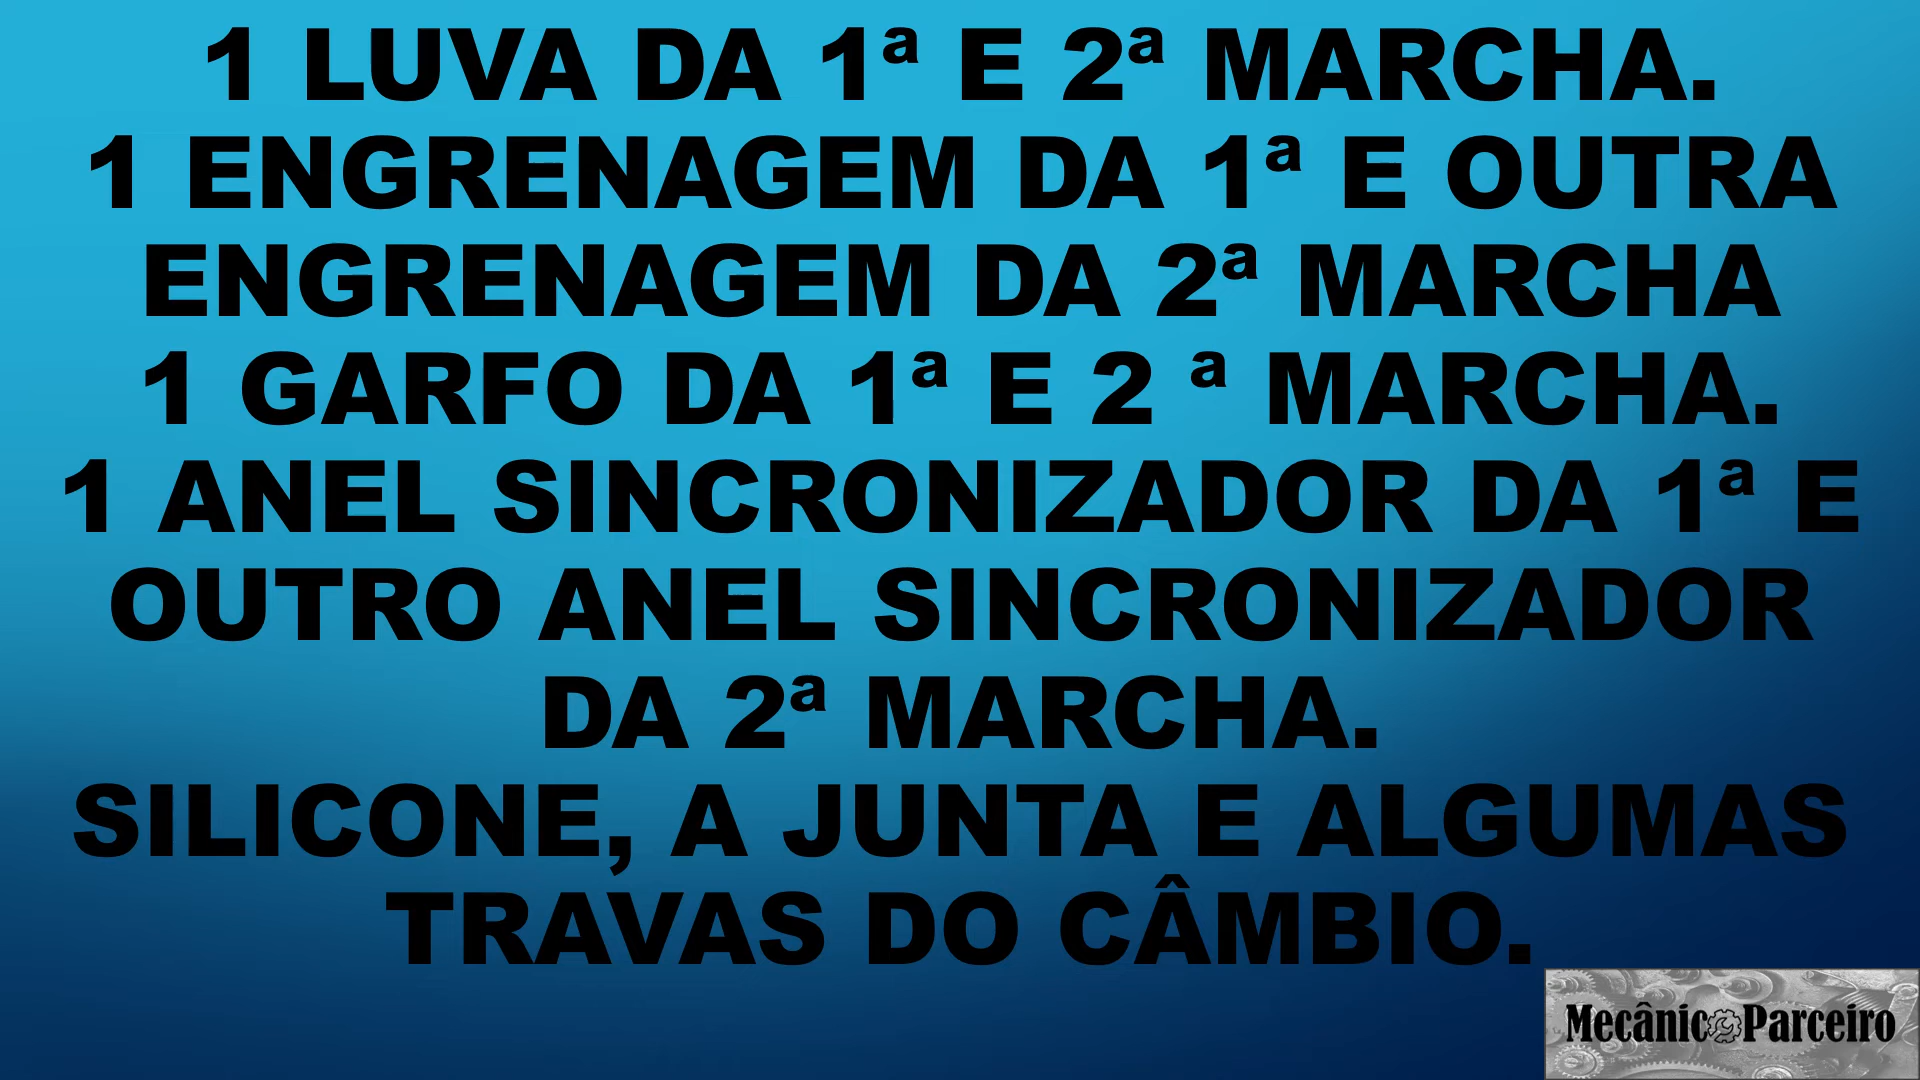 1 LUVA DA 1ª E 2ª MARCHA.
1 ENGRENAGEM DA 1ª E OUTRA
ENGRENAGEM DA 2ª MARCHA
1 GARFO DA 1ª E 2 ª MARCHA.
1 ANEL SINCRONIZADOR DA 1ª E
OUTRO ANEL SINCRONIZADOR
DA 2ª MARCHA.
SILICONE, A JUNTA E ALGUMAS
TRAVAS DO CÂMBIO.
Mecânico Parceiro